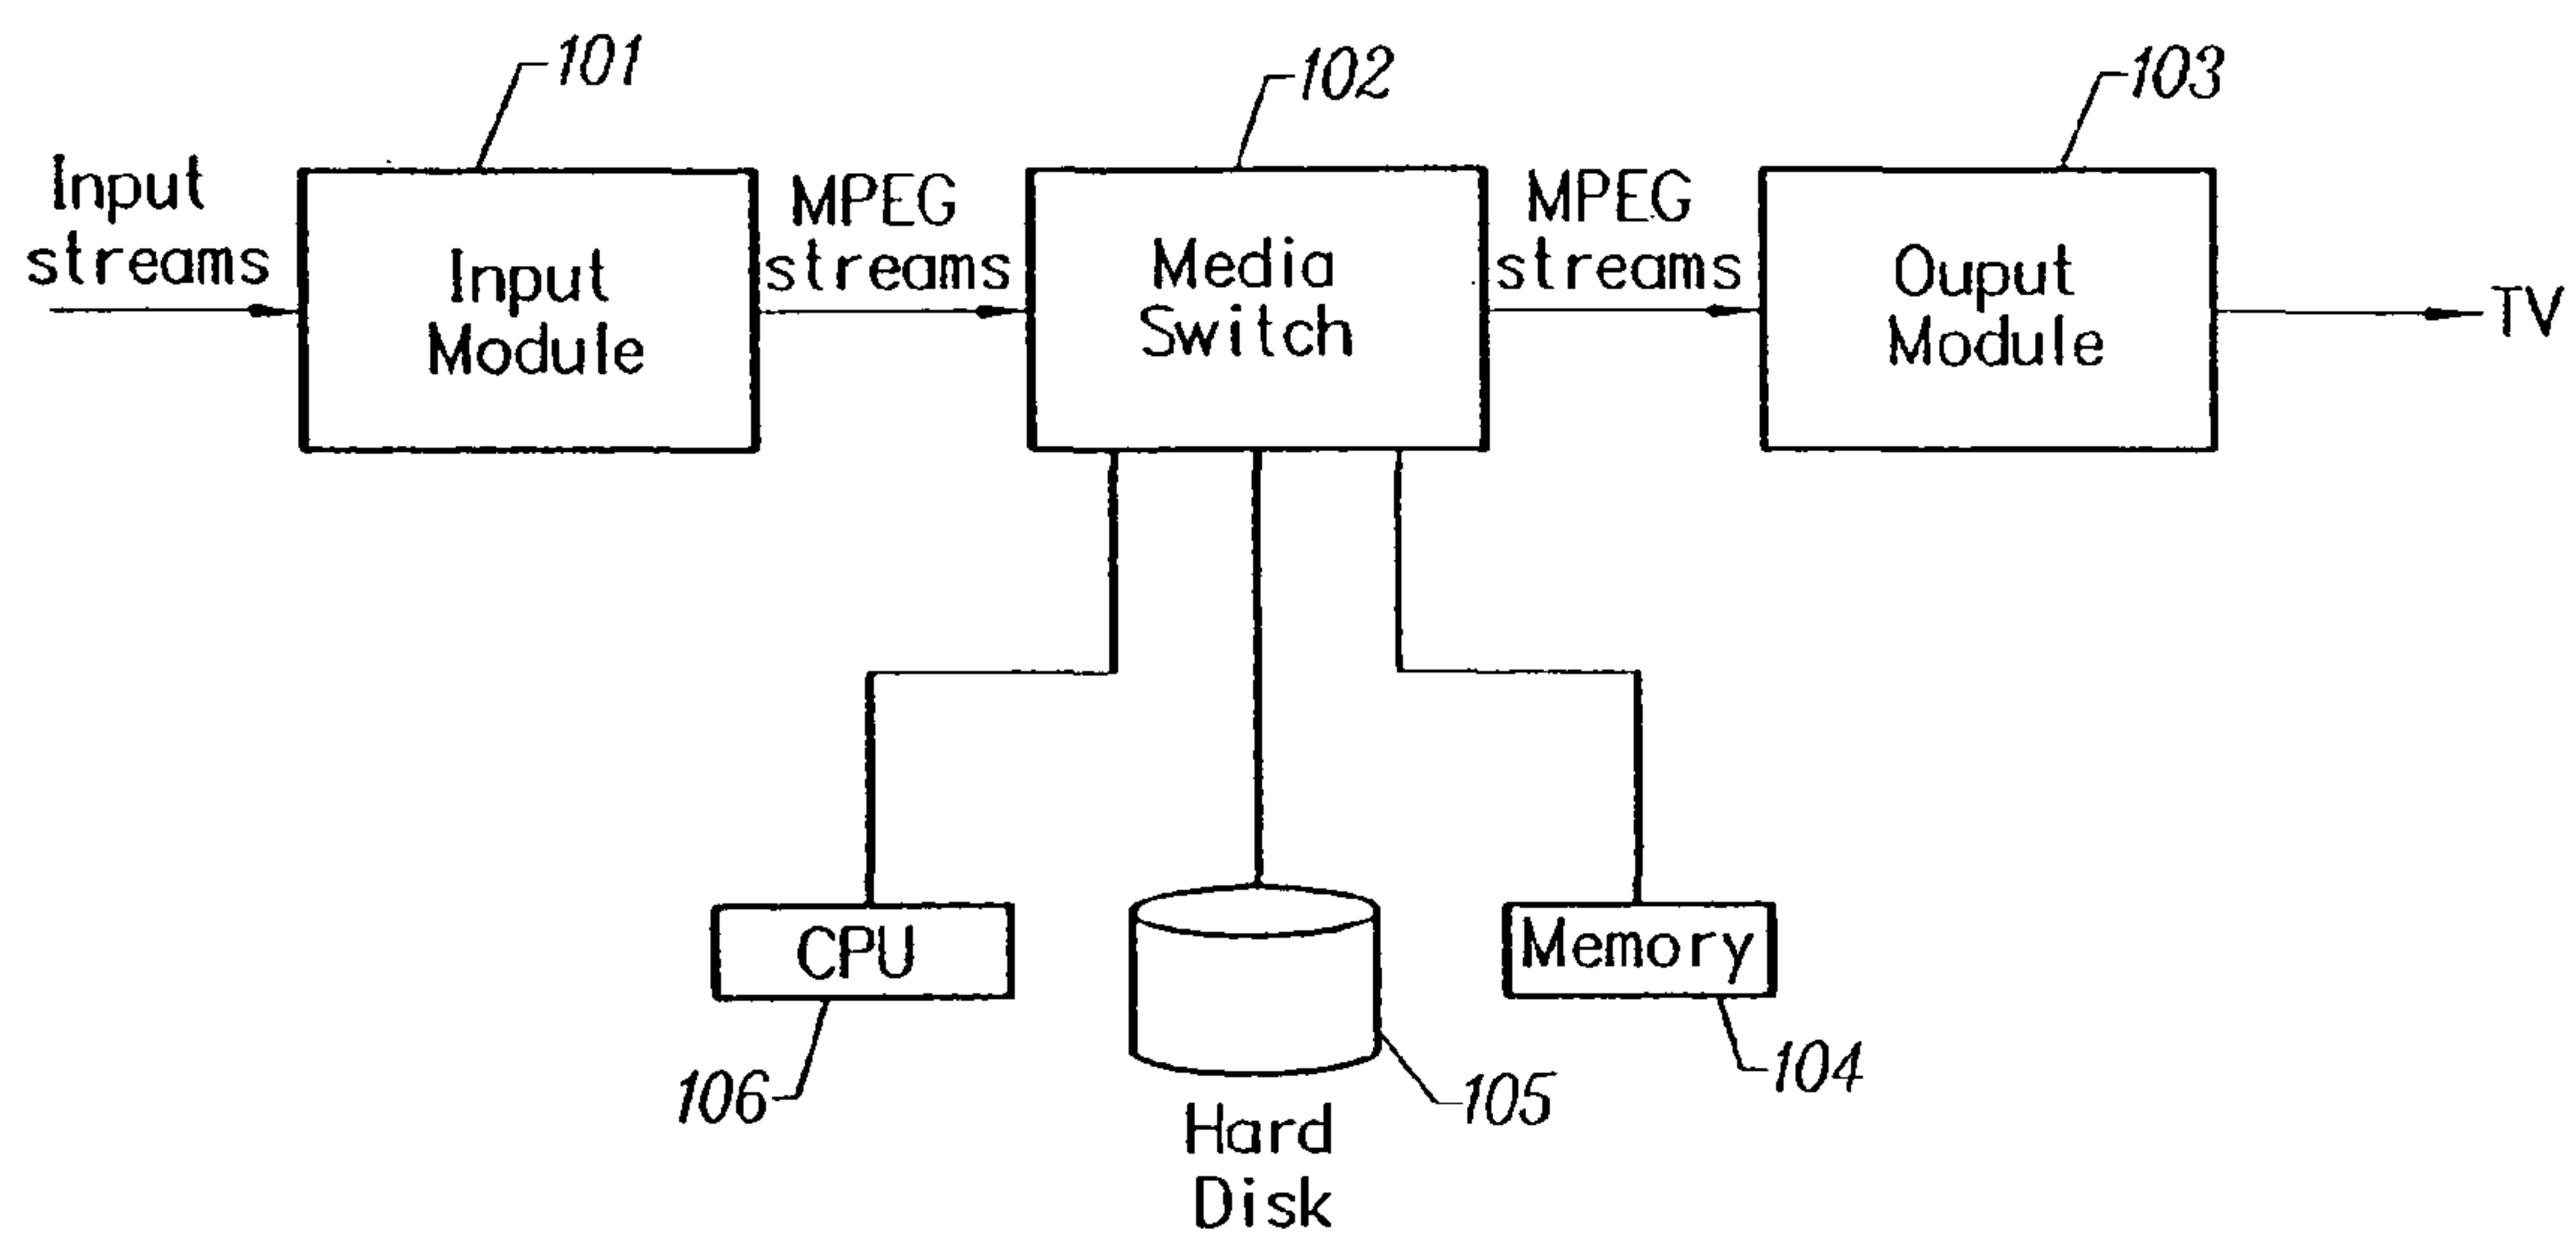 101
102
103
Input
streams
Input
Module
MPEG
streams
Media
Switch
MPEG
streams
Ouput
Module
TV
CPU
Memory
106
105
104
Hard
Disk